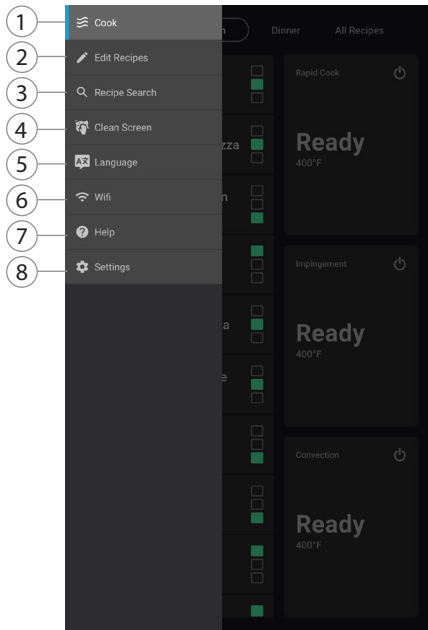 1 Cook
2 Edit Recipes
3 Recipe Search
4 Clean Screen
5 Language
6 Wifi
7 Help
8 Settings
n Dinner All Recipes
zza
n
a
e
Rapid Cook
Ready
400°F
Impingement
Ready
400°F
Convection
Ready
400°F